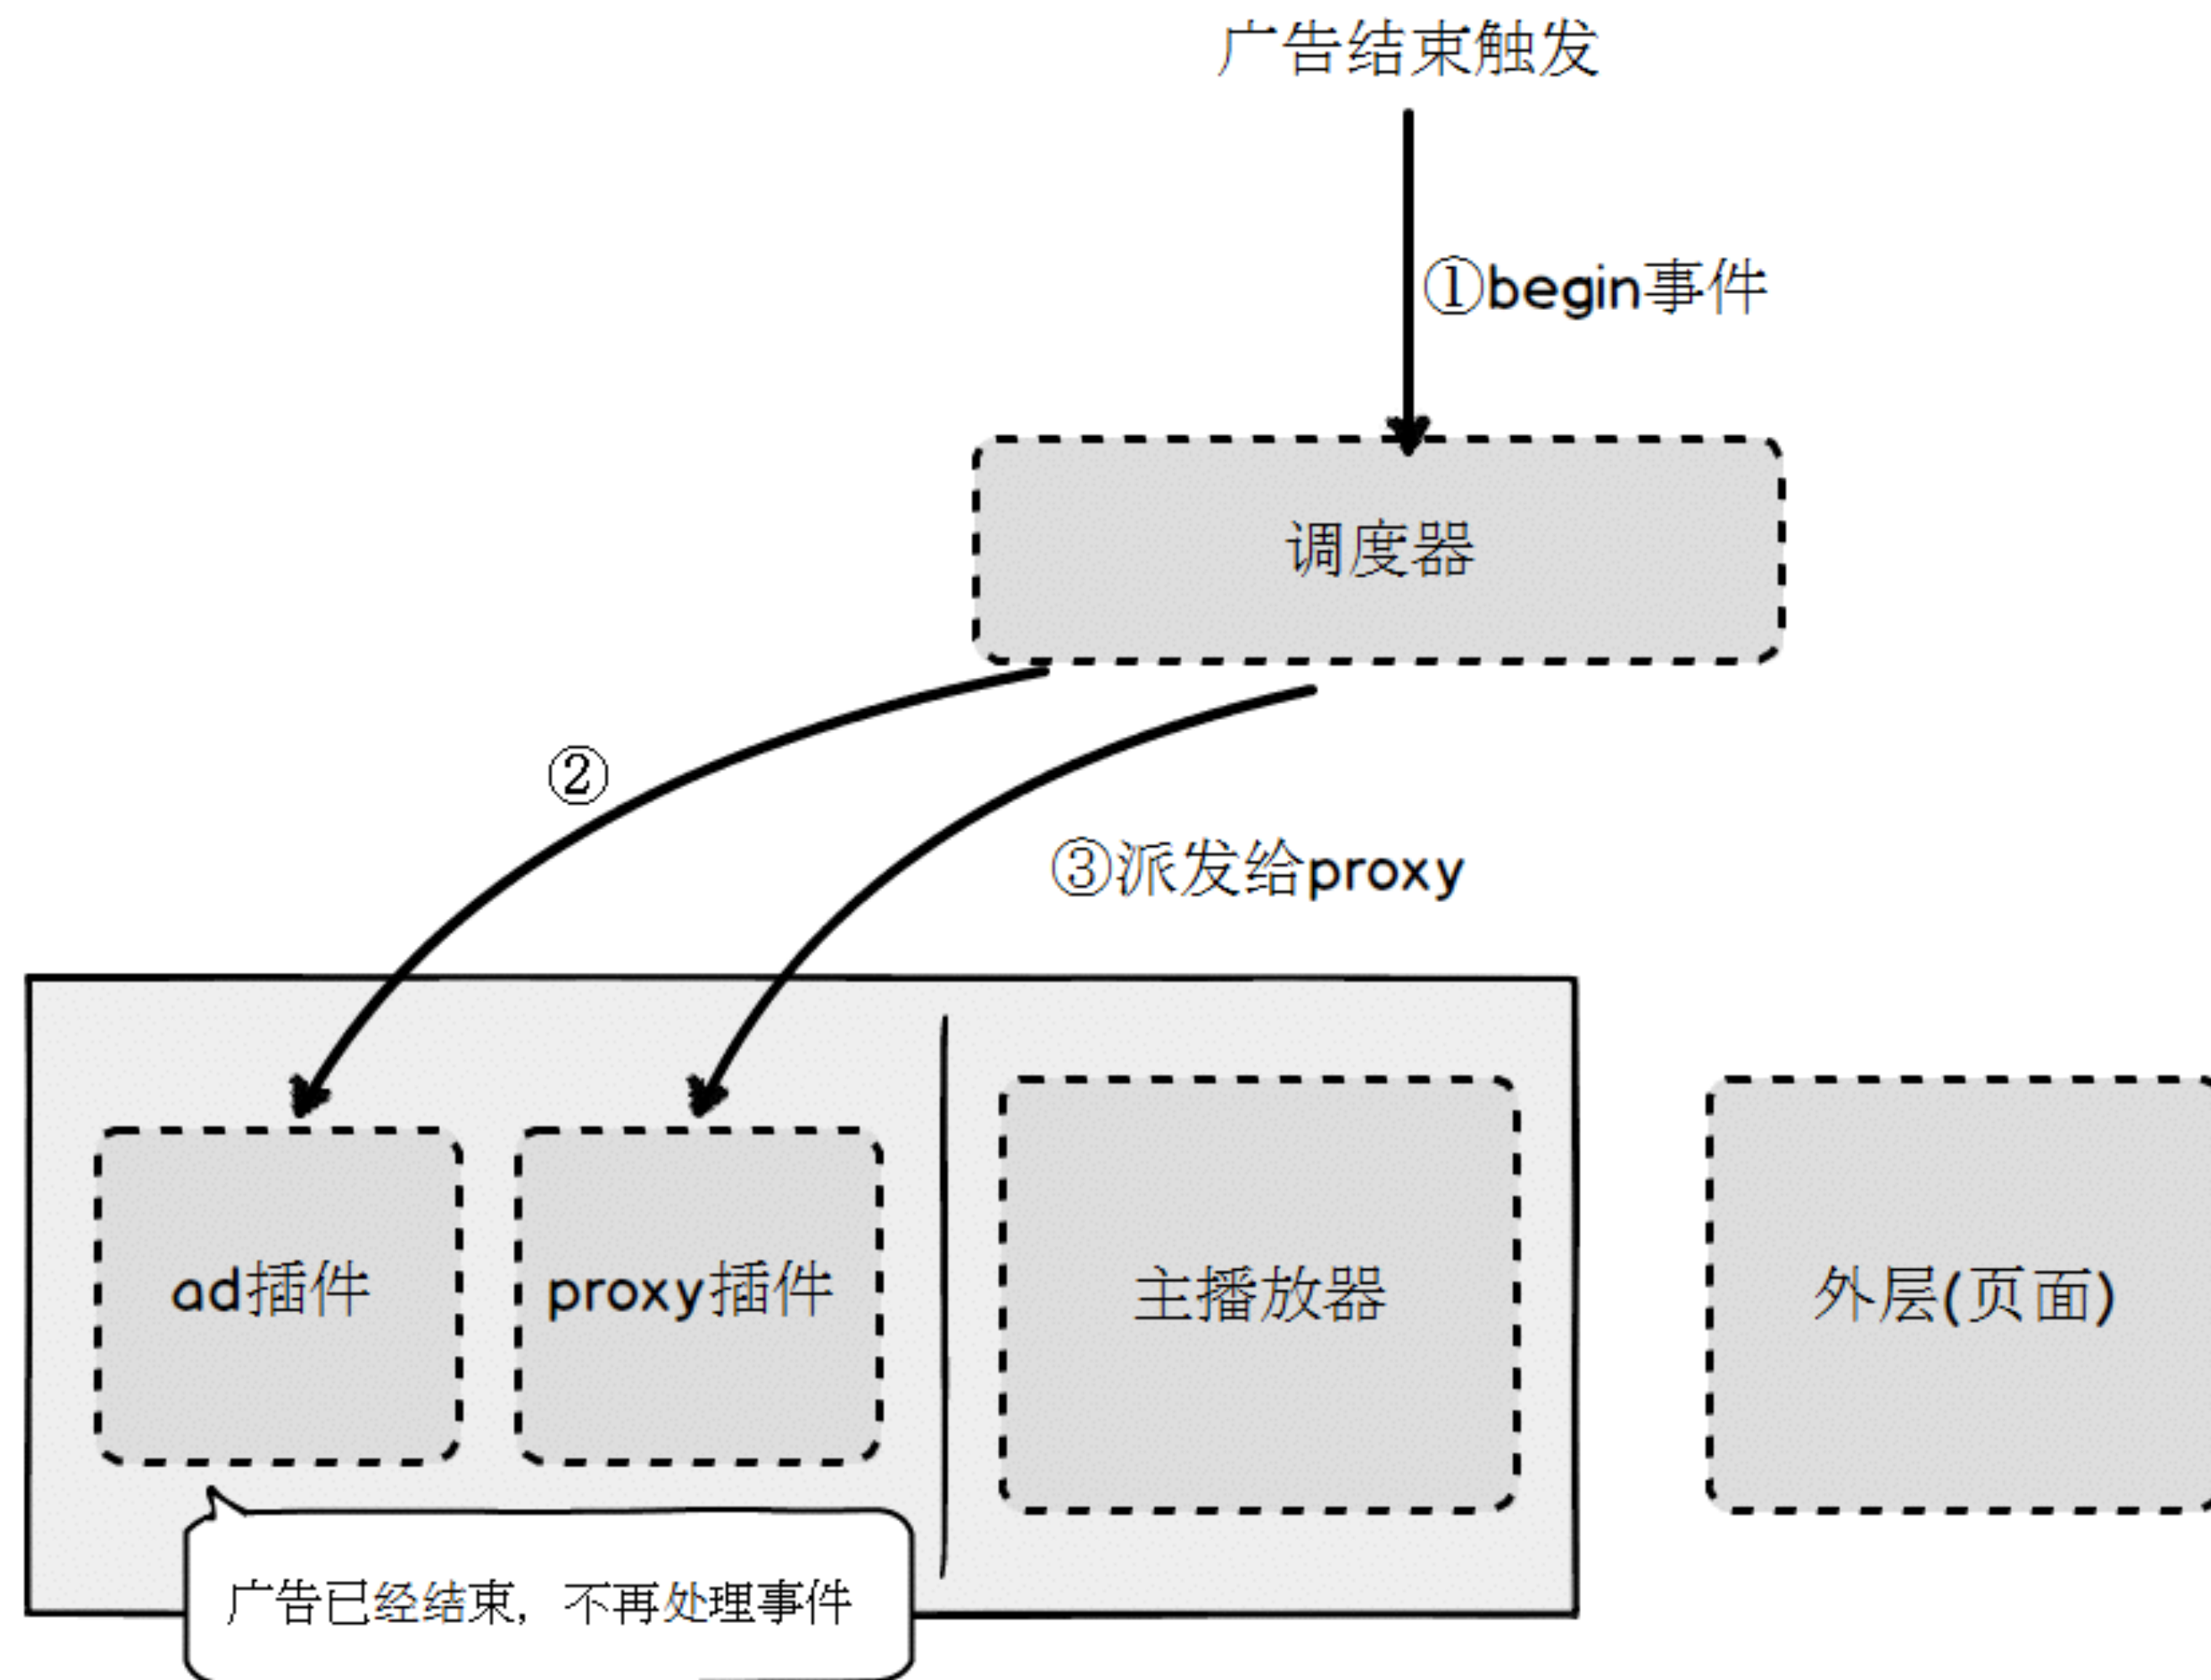 广告结束触发
①begin事件
调度器
②
③派发给proxy
ad插件
proxy插件
主播放器
外层(页面)
广告已经结束，不再处理事件